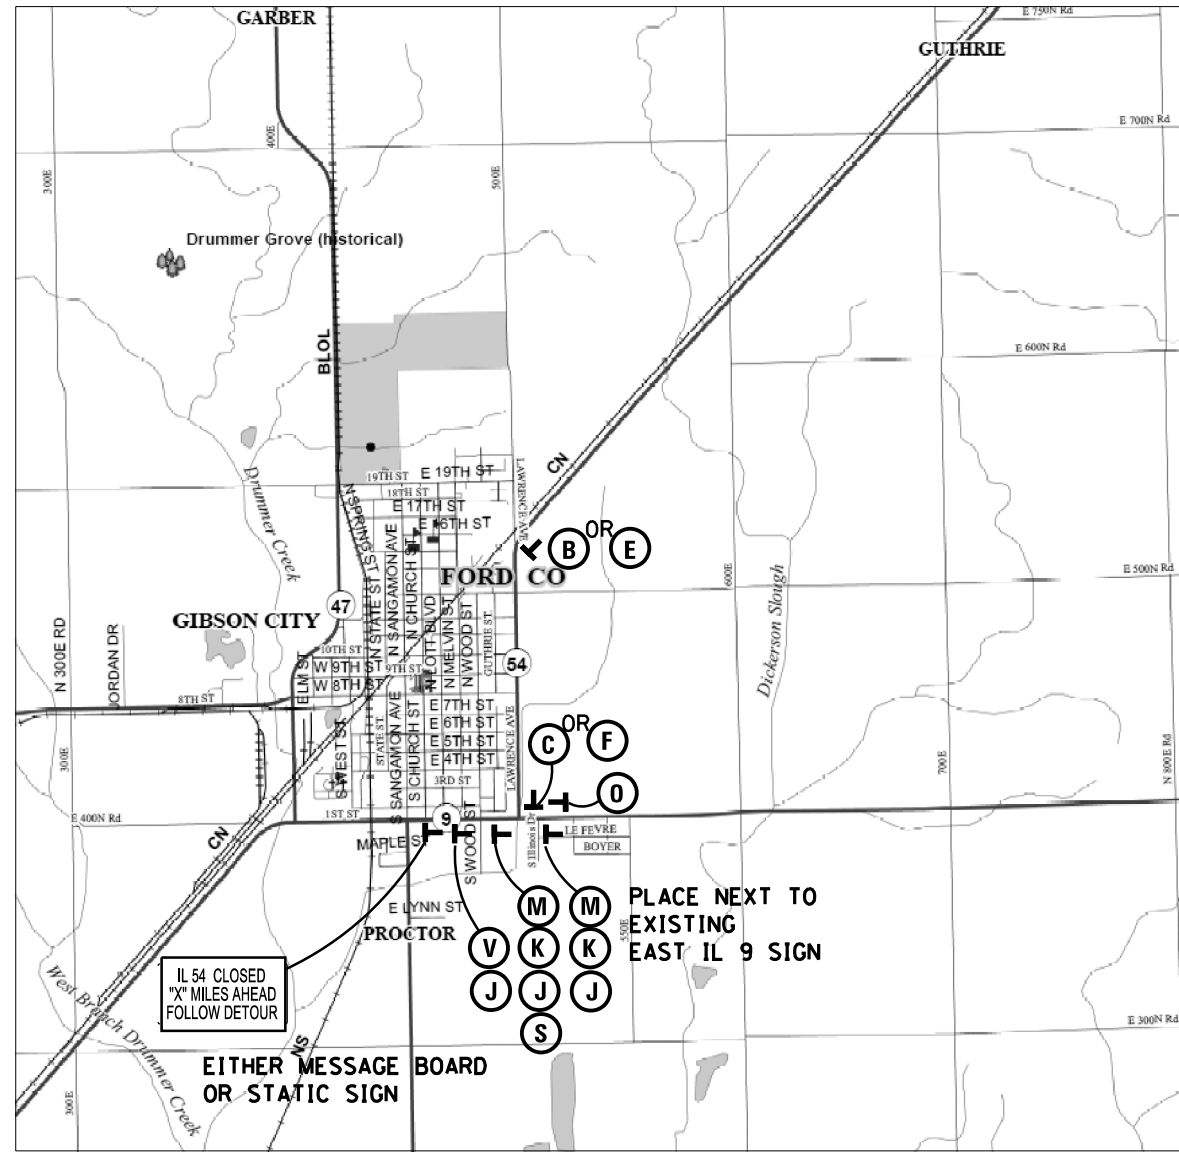 GARBER
E 750N Rd
GUTHRIE
E 700N Rd
400E
300E
500E
Drummer Grove (historical)
BLOL
E 600N Rd
CN
LAWRENCE AVE
19TH ST
E 19TH ST
18TH ST
E 17TH ST
E 16TH ST
N SPRING ST
Drummer Creek
OR
B
E
FORD CO
E 500N Rd
600E
47
GIBSON CITY
N STATE ST
N SANGAMON AVE
N CHURCH ST
N LOTT BLVD
N MELVIN ST
N WOOD ST
GUTHRIE ST.
54
Dickerson Slough
N 300E RD
JORDAN DR
10TH ST
ELM ST
W 9TH ST
9TH ST
W 8TH ST
8TH ST
E 7TH ST
E 6TH ST
E 5TH ST
E 4TH ST
3RD ST
LAWRENCE AVE
S WEST ST
STATE ST.
S SANGAMON AVE
S CHURCH ST
300E
700E
N 800E Rd
C
OR
F
O
9
1ST ST
E 400N Rd
CN
MAPLE ST
S WOOD ST
S Illinois Dr
LE FEVRE
BOYER
E LYNN ST
PROCTOR
550E
M
K
J
S
V
J
M
K
J
PLACE NEXT TO
EXISTING
EAST IL 9 SIGN
IL 54 CLOSED
"X" MILES AHEAD
FOLLOW DETOUR
West Branch Drummer Creek
E 300N Rd
NS
EITHER MESSAGE BOARD
OR STATIC SIGN
300E